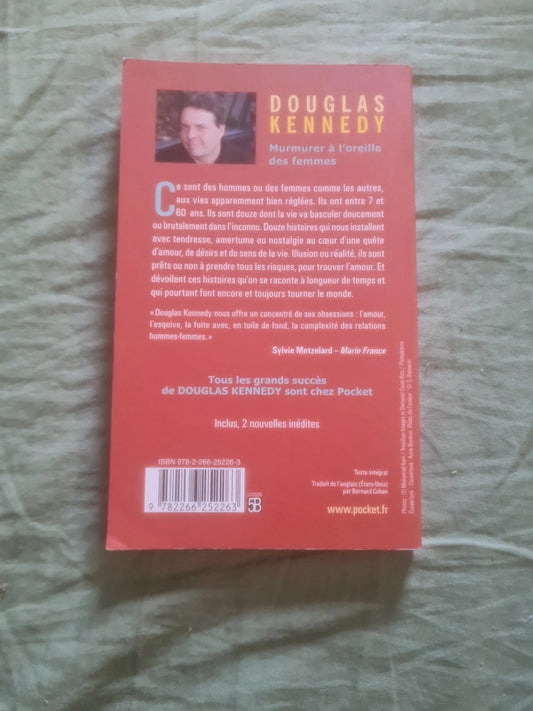 DOUGLAS
KENNEDY
Murmurer à l'oreille
des femmes
Ce sont des hommes ou des femmes comme les autres,
aux vies apparemment bien réglées. Ils ont entre 7 et
60 ans. Ils sont douze dont la vie va basculer doucement
ou brutalement dans l'inconnu. Douze histoires qui nous installent
avec tendresse, amertume ou nostalgie au cœur d'une quête
d'amour, de désirs et du sens de la vie. Illusion ou réalité, ils sont
prêts ou non à prendre tous les risques, pour trouver l'amour. Et
dévoilent ces histoires qu'on se raconte à longueur de temps et
qui pourtant font encore et toujours tourner le monde.
« Douglas Kennedy nous offre un concentré de ses obsessions : l'amour,
l'esquive, la fuite avec, en toile de fond, la complexité des relations
hommes-femmes. »
Sylvie Metzelard – Marie France
Tous les grands succès
de DOUGLAS KENNEDY sont chez Pocket
Inclus, 2 nouvelles inédites
ISBN 978-2-266-25226-3
9 782266 252263
5B
Texte intégral
Traduit de l'anglais (États-Unis)
par Bernard Cohen
www.pocket.fr